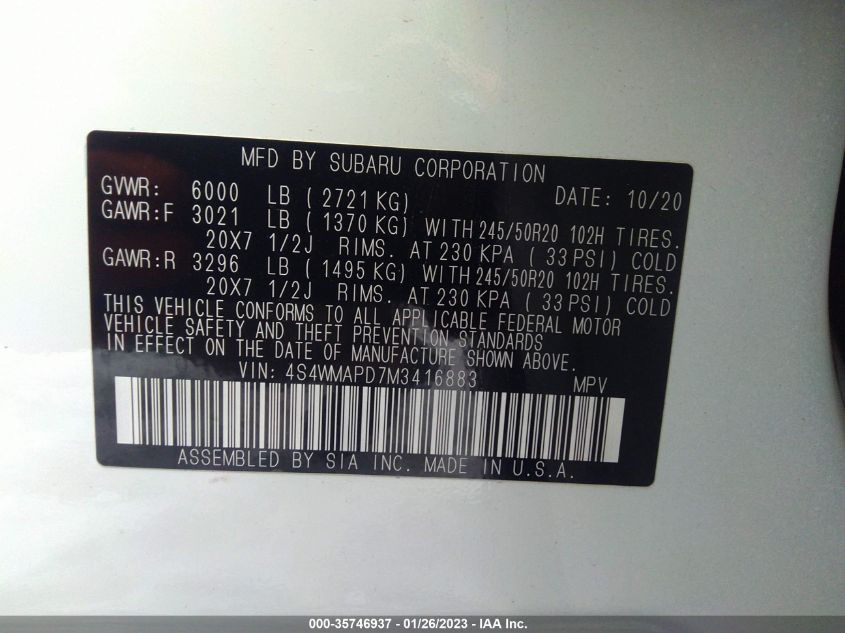 MFD BY SUBARU CORPORATION
GVWR: 6000 LB ( 2721 KG) DATE: 10/20
GAWR:F 3021 LB ( 1370 KG) WITH 245/50R20 102H TIRES.
20X7 1/2J RIMS. AT 230 KPA ( 33 PSI) COLD
GAWR:R 3296 LB ( 1495 KG) WITH 245/50R20 102H TIRES.
20X7 1/2J RIMS. AT 230 KPA ( 33 PSI) COLD
THIS VEHICLE CONFORMS TO ALL APPLICABLE FEDERAL MOTOR
VEHICLE SAFETY AND THEFT PREVENTION STANDARDS
IN EFFECT ON THE DATE OF MANUFACTURE SHOWN ABOVE.
VIN: 4S4WMAPD7M3416883 MPV
ASSEMBLED BY SIA INC. MADE IN U.S.A.
000-35746937 - 01/26/2023 - IAA Inc.